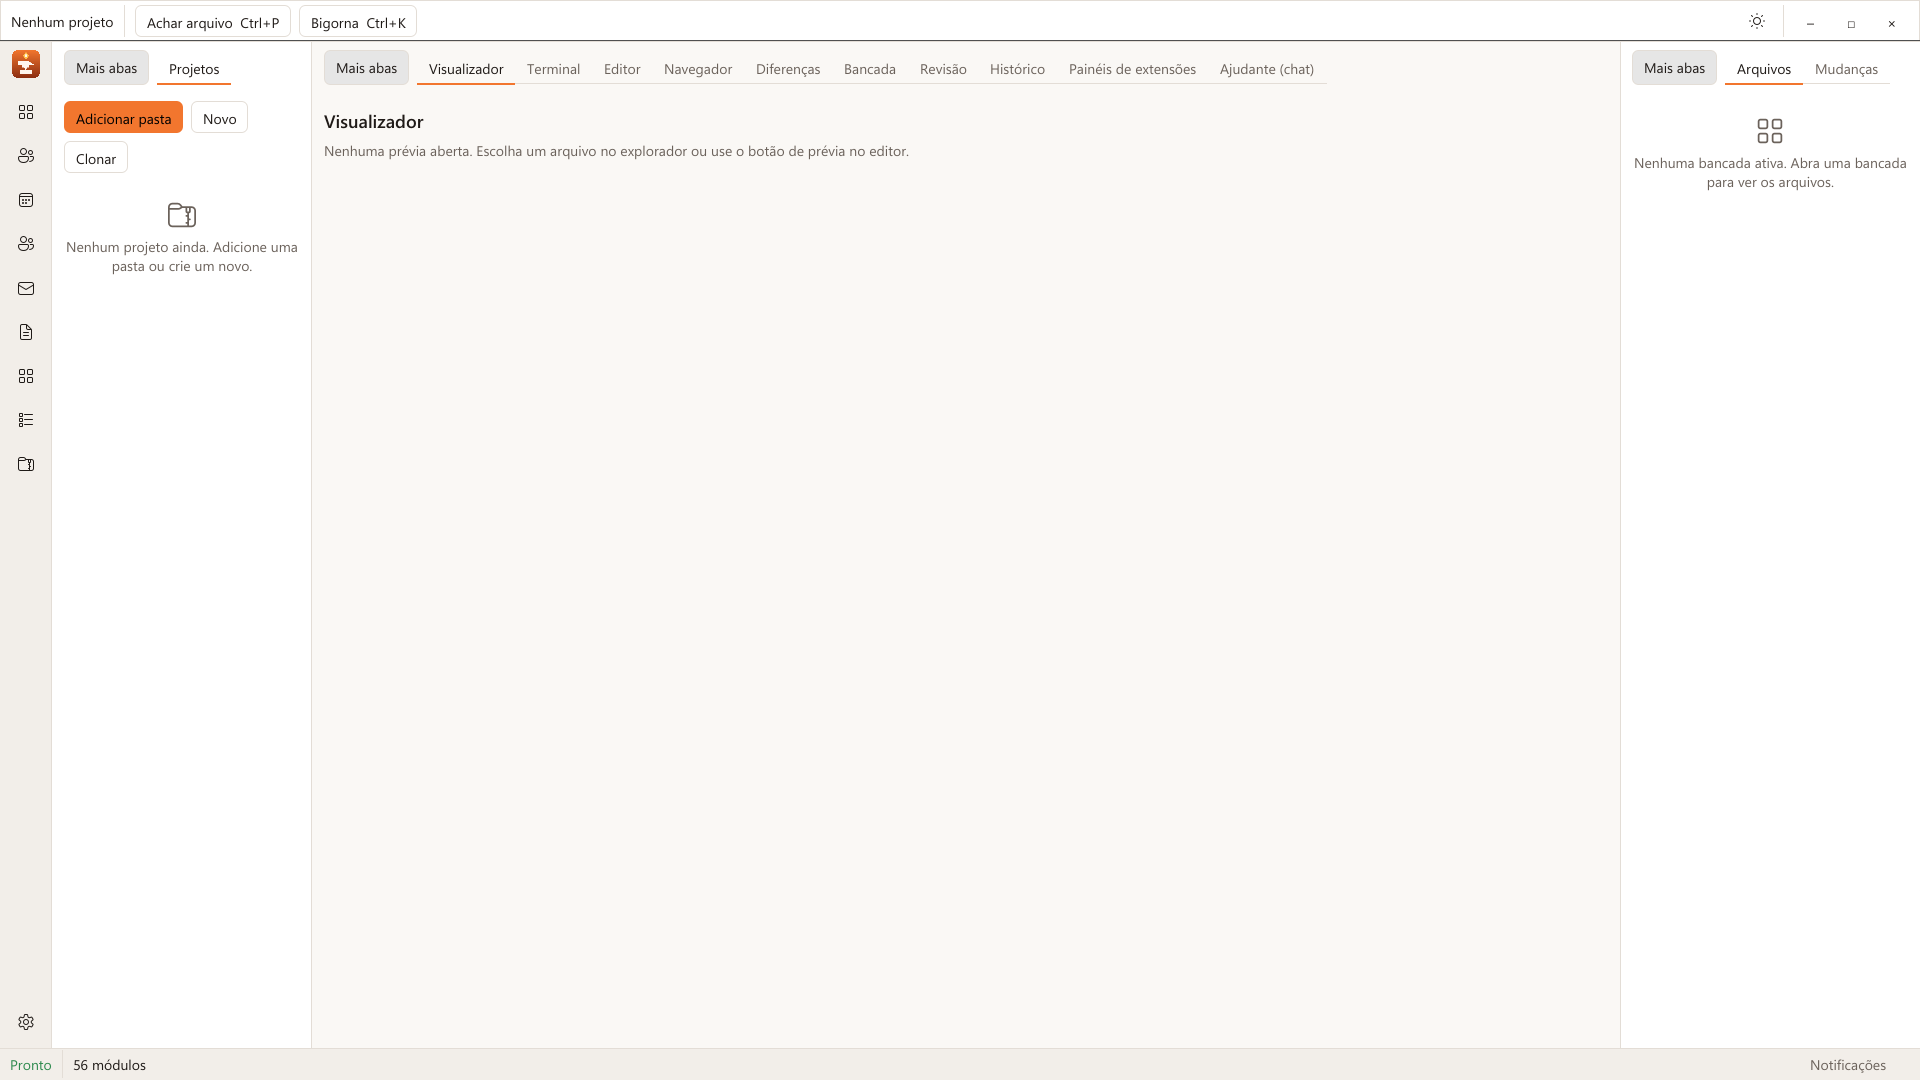 Nenhum projeto
Achar arquivo Ctrl+P
Bigorna Ctrl+K
Mais abas
Projetos
Adicionar pasta
Novo
Clonar
Nenhum projeto ainda. Adicione uma
pasta ou crie um novo.
Mais abas
Visualizador
Terminal
Editor
Navegador
Diferenças
Bancada
Revisão
Histórico
Painéis de extensões
Ajudante (chat)
Visualizador
Nenhuma prévia aberta. Escolha um arquivo no explorador ou use o botão de prévia no editor.
Mais abas
Arquivos
Mudanças
Nenhuma bancada ativa. Abra uma bancada
para ver os arquivos.
Pronto
56 módulos
Notificações